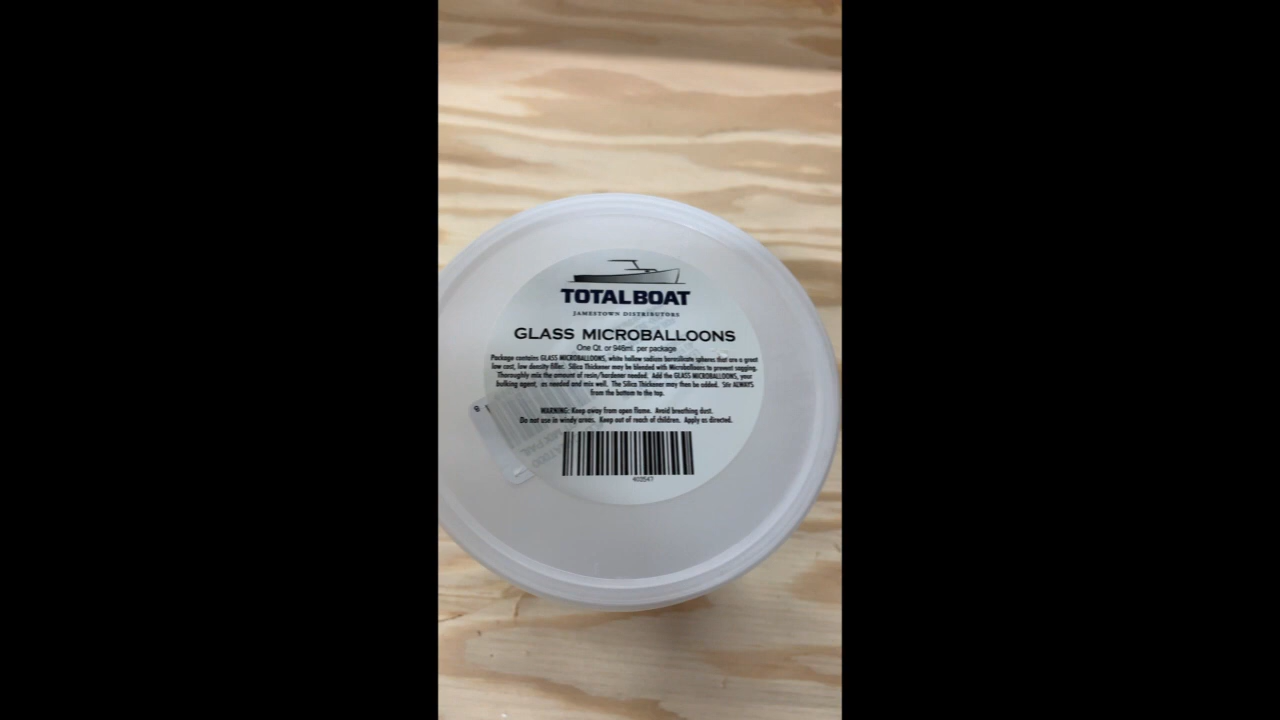 TOTALBOAT
JAMESTOWN DISTRIBUTORS
GLASS MICROBALLOONS
One Qt. or 946ml. per package
Package contains GLASS MICROBALLOONS, white hollow sodium borosilicate spheres that are a great
low cost, low density filler. Silica Thickener may be blended with Microballoons to prevent sagging.
Thoroughly mix the amount of resin/hardener needed. Add the GLASS MICROBALLOONS, your
bulking agent, as needed and mix well. The Silica Thickener may then be added. Stir ALWAYS
from the bottom to the top.
WARNING: Keep away from open flame. Avoid breathing dust.
Do not use in windy areas. Keep out of reach of children. Apply as directed.